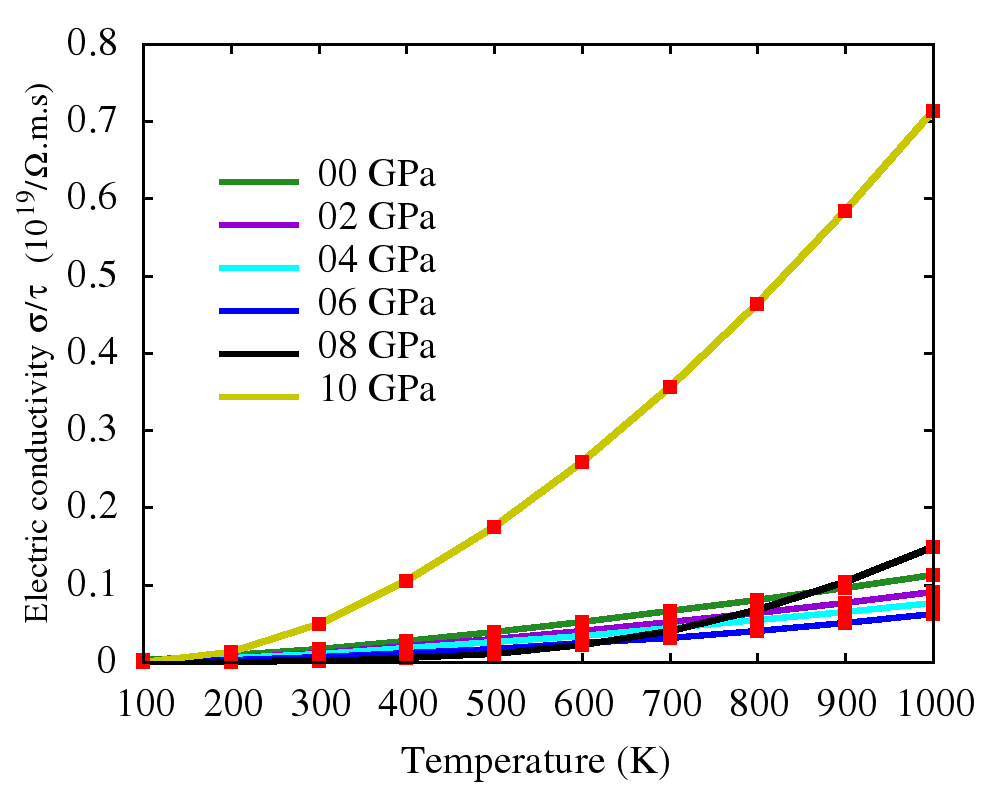 Electric conductivity σ/τ (10¹⁹/Ω.m.s)
0.8
0.7
0.6
0.5
0.4
0.3
0.2
0.1
0
00 GPa
02 GPa
04 GPa
06 GPa
08 GPa
10 GPa
100 200 300 400 500 600 700 800 900 1000
Temperature (K)